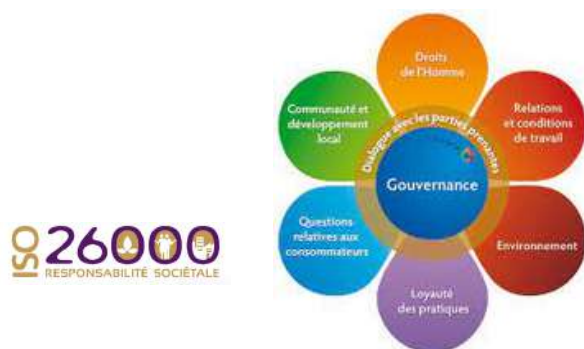 ISO 26000
RESPONSABILITÉ SOCIÉTALE
Droits
de l'Homme
Communauté et
développement
local
Relations
et conditions
de travail
Dialogue avec les parties prenantes
Gouvernance
Questions
relatives aux
consommateurs
Environnement
Loyauté
des pratiques